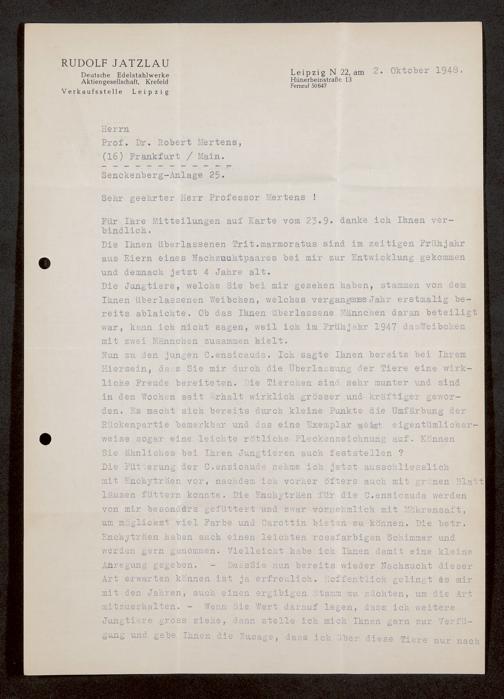 RUDOLF JATZLAU
Deutsche Edelstahlwerke
Aktiengesellschaft, Krefeld
Verkaufsstelle Leipzig
Leipzig N 22, am 2. Oktober 1948.
Hünerbeinstraße 13
Fernruf 50647
Herrn
Prof. Dr. Robert Mertens,
(16) Frankfurt / Main.
Senckenberg-Anlage 25.
Sehr geehrter Herr Professor Mertens !
Für Ihre Mitteilungen auf Karte vom 23.9. danke ich Ihnen ver-
bindlich.
Die Ihnen überlassenen Trit.marmoratus sind im zeitigen Frühjahr
aus Eiern eines Nachzuchtpaares bei mir zur Entwicklung gekommen
und demnach jetzt 4 Jahre alt.
Die Jungtiere, welche Sie bei mir gesehen haben, stammen von dem
Ihnen überlassenen Weibchen, welches vergangenes Jahr erstmalig be-
reits ablaichte. Ob das Ihnen überlassene Männchen daran beteiligt
war, kann ich nicht sagen, weil ich im Frühjahr 1947 das Weibchen
mit zwei Männchen zusammen hielt.
Nun zu den jungen C.ensicauda. Ich sagte Ihnen bereits bei Ihrem
Hiersein, dass Sie mir durch die Überlassung der Tiere eine wirk-
liche Freude bereiteten. Die Tierchen sind sehr munter und sind
in den Wochen seit Erhalt wirklich grösser und kräftiger gewor-
den. Es macht sich bereits durch kleine Punkte die Umfärbung der
Rückenpartie bemerkbar und das eine Exemplar weist eigentümlicher-
weise sogar eine leichte rötliche Fleckenzeichnung auf. Können
Sie ähnliches bei Ihren Jungtieren auch feststellen ?
Die Fütterung der C.ensicauda nehme ich jetzt ausschliesslich
mit Enchyträen vor, nachdem ich vorher öfters auch mit grünen Blatt
läusen füttern konnte. Die Enchyträen für die C.ensicauda werden
von mir besonders gefüttert und zwar vornehmlich mit Möhrensaft,
um möglichst viel Farbe und Carottin bieten zu können. Die betr.
Enchyträen haben auch einen leichten rosafarbigen Schimmer und
werden gern genommen. Vielleicht habe ich Ihnen damit eine kleine
Anregung gegeben. - Dass Sie nun bereits wieder Nachzucht dieser
Art erwarten können ist ja erfreulich. Hoffentlich gelingt es mir
mit den Jahren, auch einen ergibigen Stamm zu züchten, um die Art
mitzuerhalten. - Wenn Sie Wert darauf legen, dass ich weitere
Jungtiere gross ziehe, dann stelle ich mich Ihnen gern zur Verfü-
gung und gebe Ihnen die Zusage, dass ich über diese Tiere nur nach